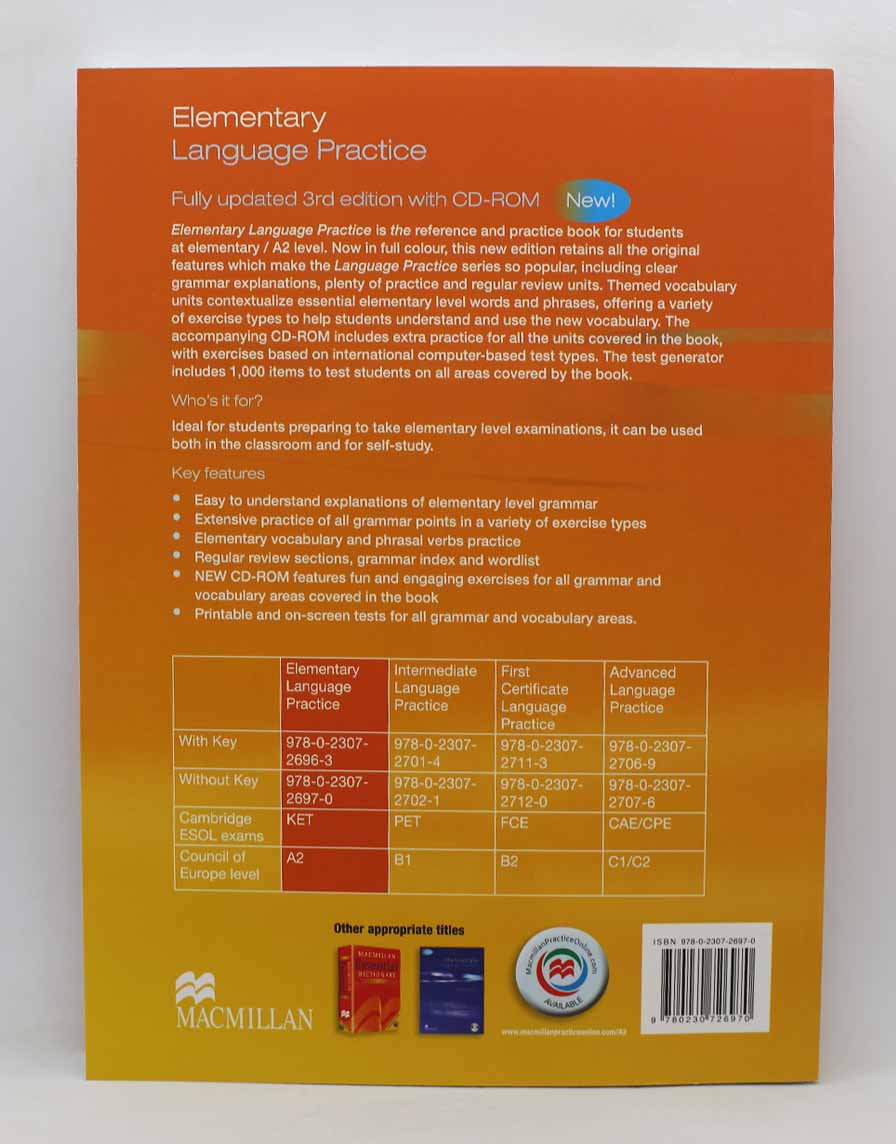 Elementary
Language Practice
Fully updated 3rd edition with CD-ROM New!
Elementary Language Practice is the reference and practice book for students
at elementary / A2 level. Now in full colour, this new edition retains all the original
features which make the Language Practice series so popular, including clear
grammar explanations, plenty of practice and regular review units. Themed vocabulary
units contextualize essential elementary level words and phrases, offering a variety
of exercise types to help students understand and use the new vocabulary. The
accompanying CD-ROM includes extra practice for all the units covered in the book,
with exercises based on international computer-based test types. The test generator
includes 1,000 items to test students on all areas covered by the book.
Who's it for?
Ideal for students preparing to take elementary level examinations, it can be used
both in the classroom and for self-study.
Key features
• Easy to understand explanations of elementary level grammar
• Extensive practice of all grammar points in a variety of exercise types
• Elementary vocabulary and phrasal verbs practice
• Regular review sections, grammar index and wordlist
• NEW CD-ROM features fun and engaging exercises for all grammar and
vocabulary areas covered in the book
• Printable and on-screen tests for all grammar and vocabulary areas.
Elementary Intermediate First Advanced
Language Language Certificate Language
Practice Practice Language Practice
Practice
With Key 978-0-2307- 978-0-2307- 978-0-2307- 978-0-2307-
2696-3 2701-4 2711-3 2706-9
Without Key 978-0-2307- 978-0-2307- 978-0-2307- 978-0-2307-
2697-0 2702-1 2712-0 2707-6
Cambridge KET PET FCE CAE/CPE
ESOL exams
Council of A2 B1 B2 C1/C2
Europe level
Other appropriate titles
MACMILLAN
DICTIONARY
MacmillanPracticeOnline.com
AVAILABLE
www.macmillanpracticeonline.com/A2
MACMILLAN
ISBN 978-0-2307-2697-0
9 780230 726970